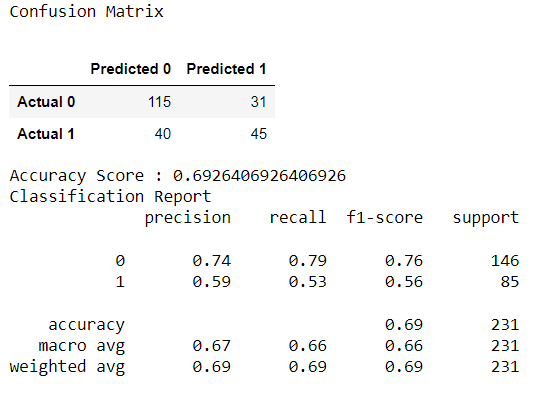 Confusion Matrix
Predicted 0 Predicted 1
Actual 0 115 31
Actual 1 40 45
Accuracy Score : 0.6926406926406926
Classification Report
precision recall f1-score support
0 0.74 0.79 0.76 146
1 0.59 0.53 0.56 85
accuracy 0.69 231
macro avg 0.67 0.66 0.66 231
weighted avg 0.69 0.69 0.69 231